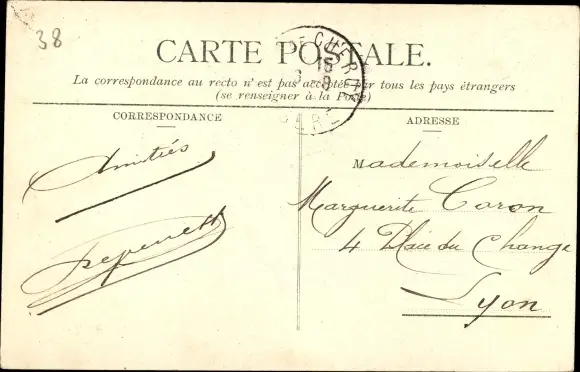 38
CARTE POSTALE.
La correspondance au recto n'est pas acceptée par tous les pays étrangers
(se renseigner à la Poste)
CORRESPONDANCE
Amitiés
ADRESSE
Mademoiselle
Marguerite Coron
4 Place du Change
Lyon